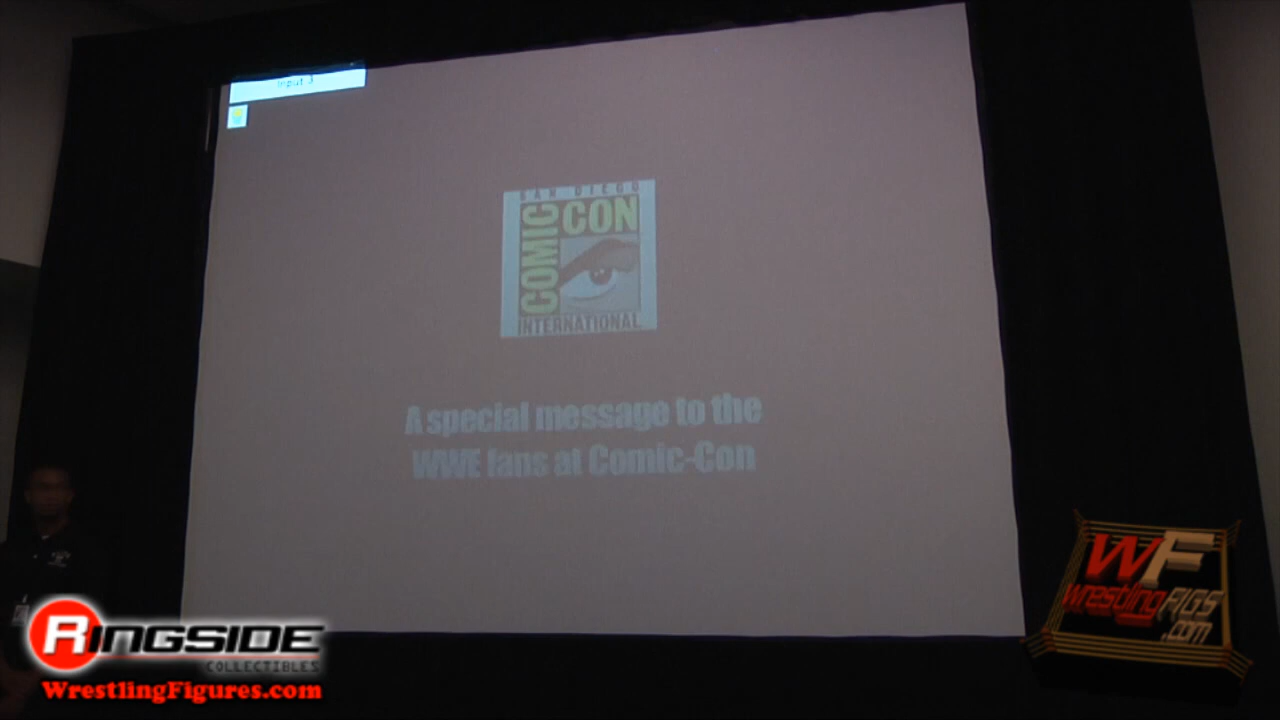 Input 3
SAN DIEGO
COMIC CON
INTERNATIONAL
A special message to the
WWE fans at Comic-Con
RINGSIDE
COLLECTIBLES
WrestlingFigures.com
WF
wrestlingFIGS
.com